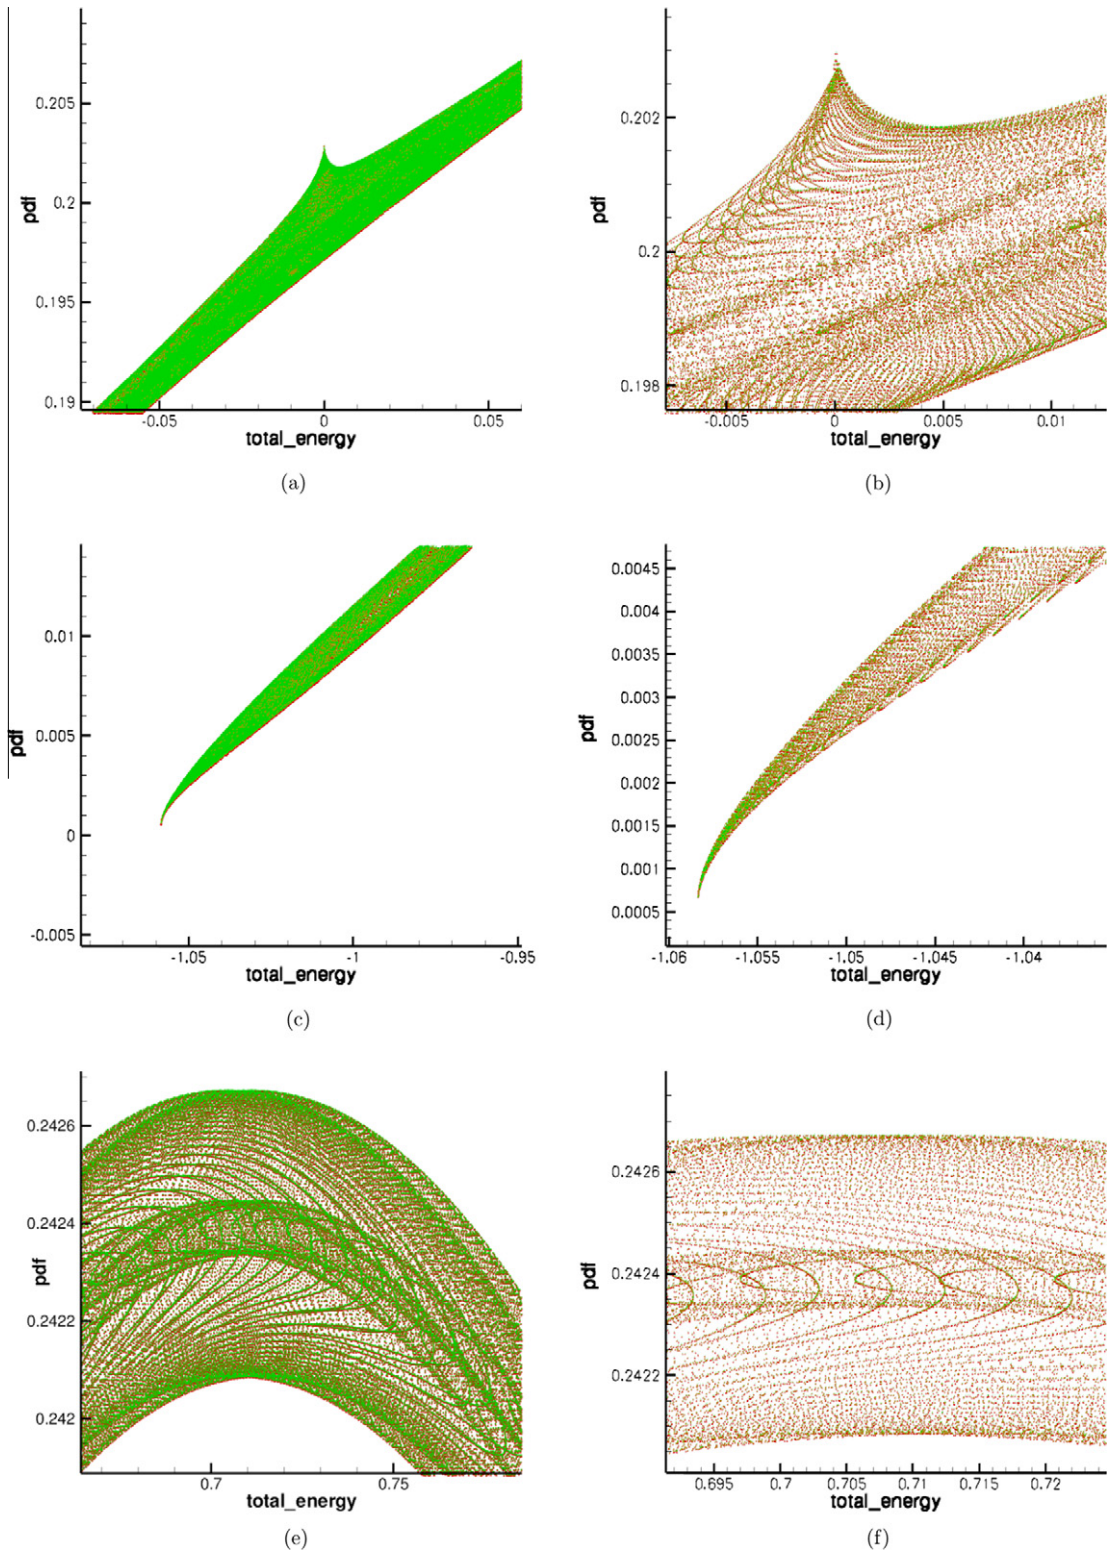 pdf
0.205
0.2
0.195
0.19
-0.05
0
0.05
total_energy
(a)
pdf
0.202
0.2
0.198
-0.005
0
0.005
0.01
total_energy
(b)
pdf
0.01
0.005
0
-0.005
-1.05
-1
-0.95
total_energy
(c)
pdf
0.0045
0.004
0.0035
0.003
0.0025
0.002
0.0015
0.001
0.0005
-1.06
-1.055
-1.05
-1.045
-1.04
total_energy
(d)
pdf
0.2426
0.2424
0.2422
0.242
0.7
0.75
total_energy
(e)
pdf
0.2426
0.2424
0.2422
0.695
0.7
0.705
0.71
0.715
0.72
total_energy
(f)